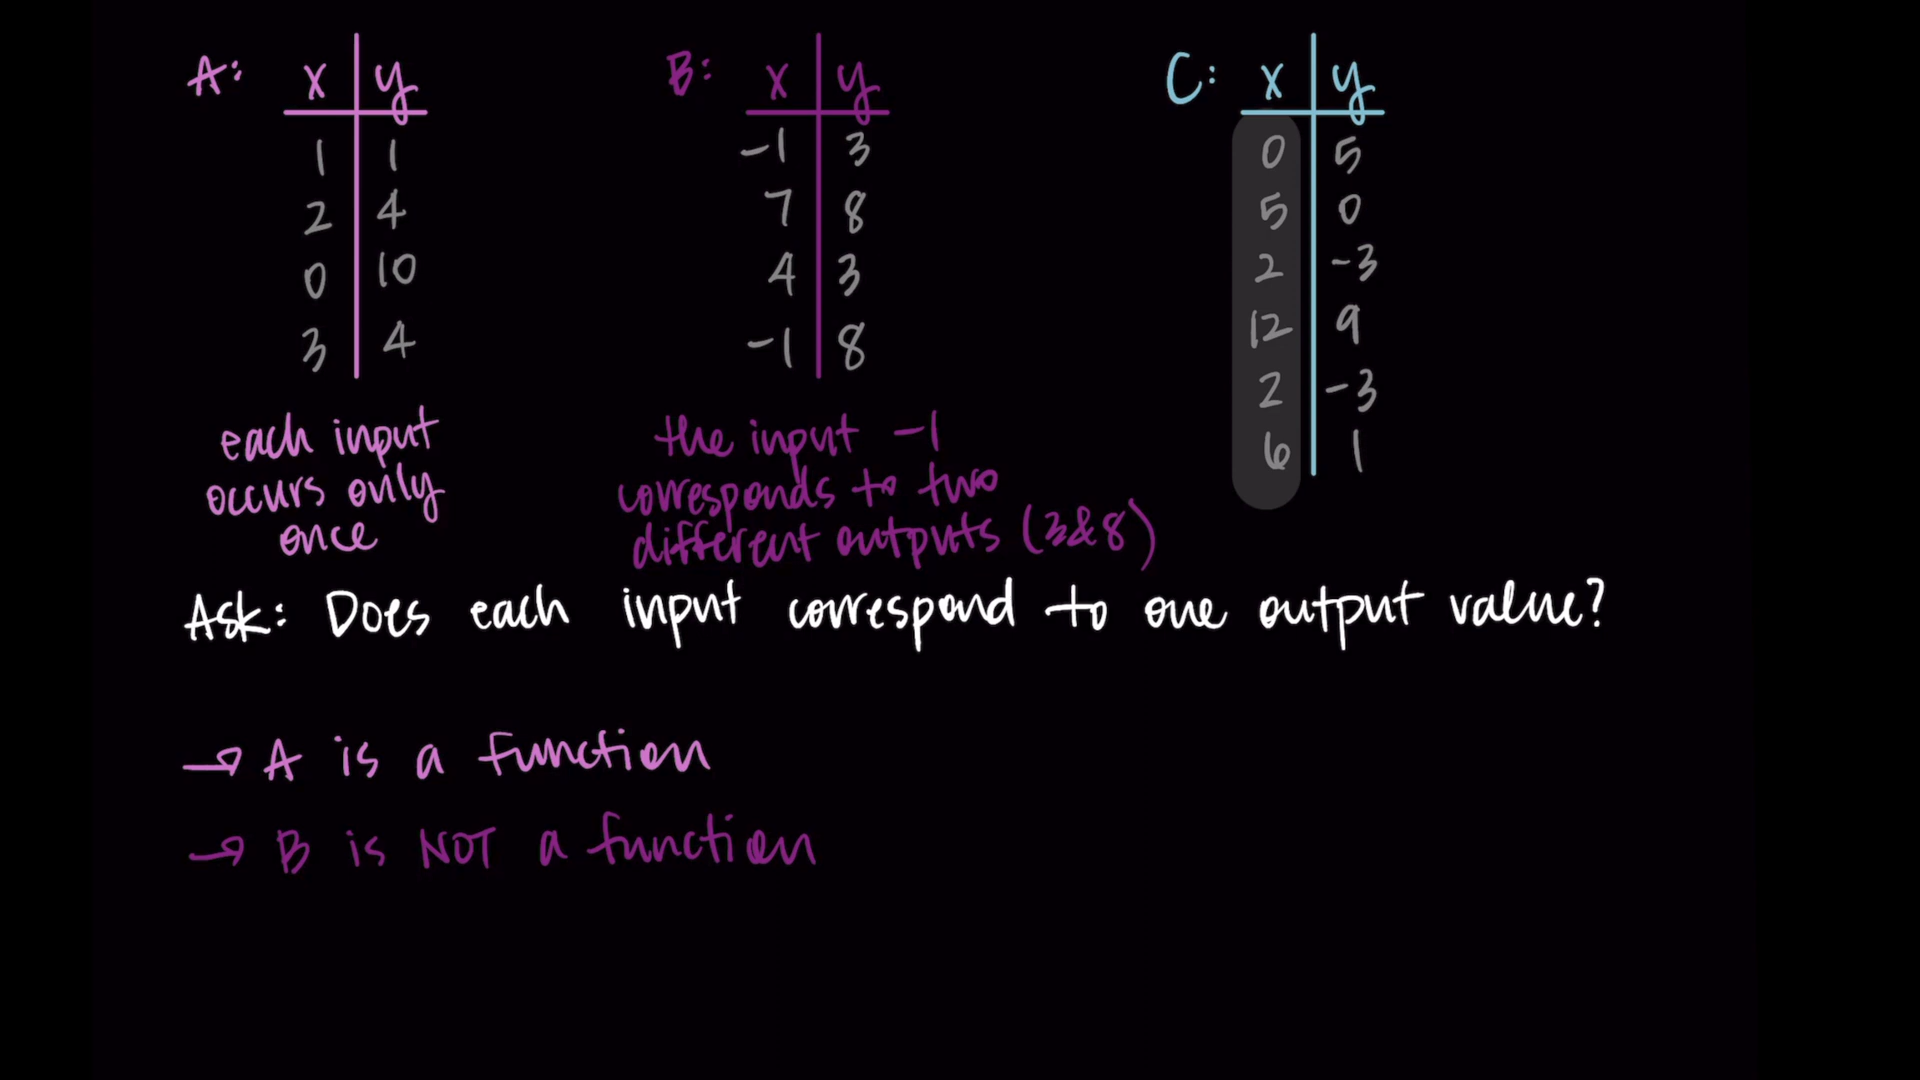 A: x y
1 1
2 4
0 10
3 4
each input
occurs only
once
B: x y
-1 3
7 8
4 3
-1 8
the input -1
corresponds to two
different outputs (3&8)
C: x y
0 5
5 0
2 -3
12 9
2 -3
6 1
Ask: Does each input correspond to one output value?
→ A is a function
→ B is NOT a function